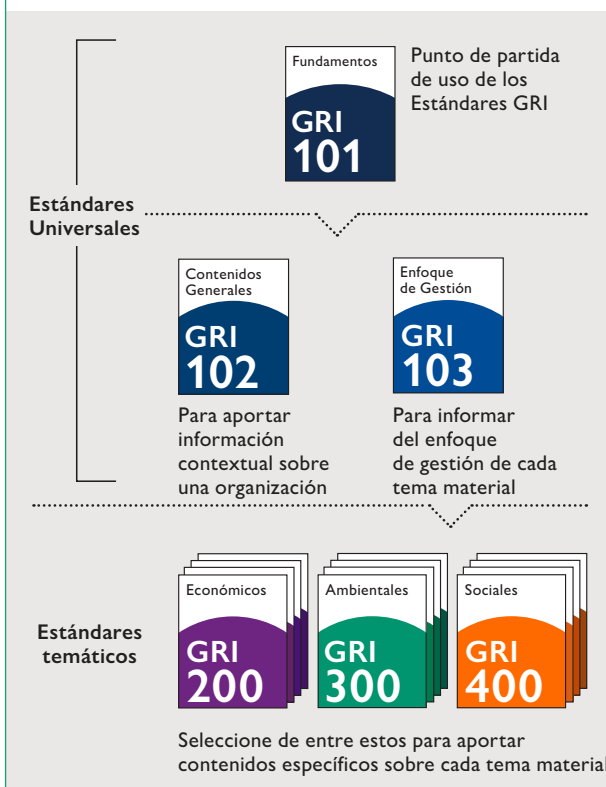 Fundamentos
GRI
101
Punto de partida
de uso de los
Estándares GRI
Estándares
Universales
Contenidos
Generales
GRI
102
Para aportar
información
contextual sobre
una organización
Enfoque
de Gestión
GRI
103
Para informar
del enfoque
de gestión de cada
tema material
Estándares
temáticos
Económicos
GRI
200
Ambientales
GRI
300
Sociales
GRI
400
Seleccione de entre estos para aportar
contenidos específicos sobre cada tema material